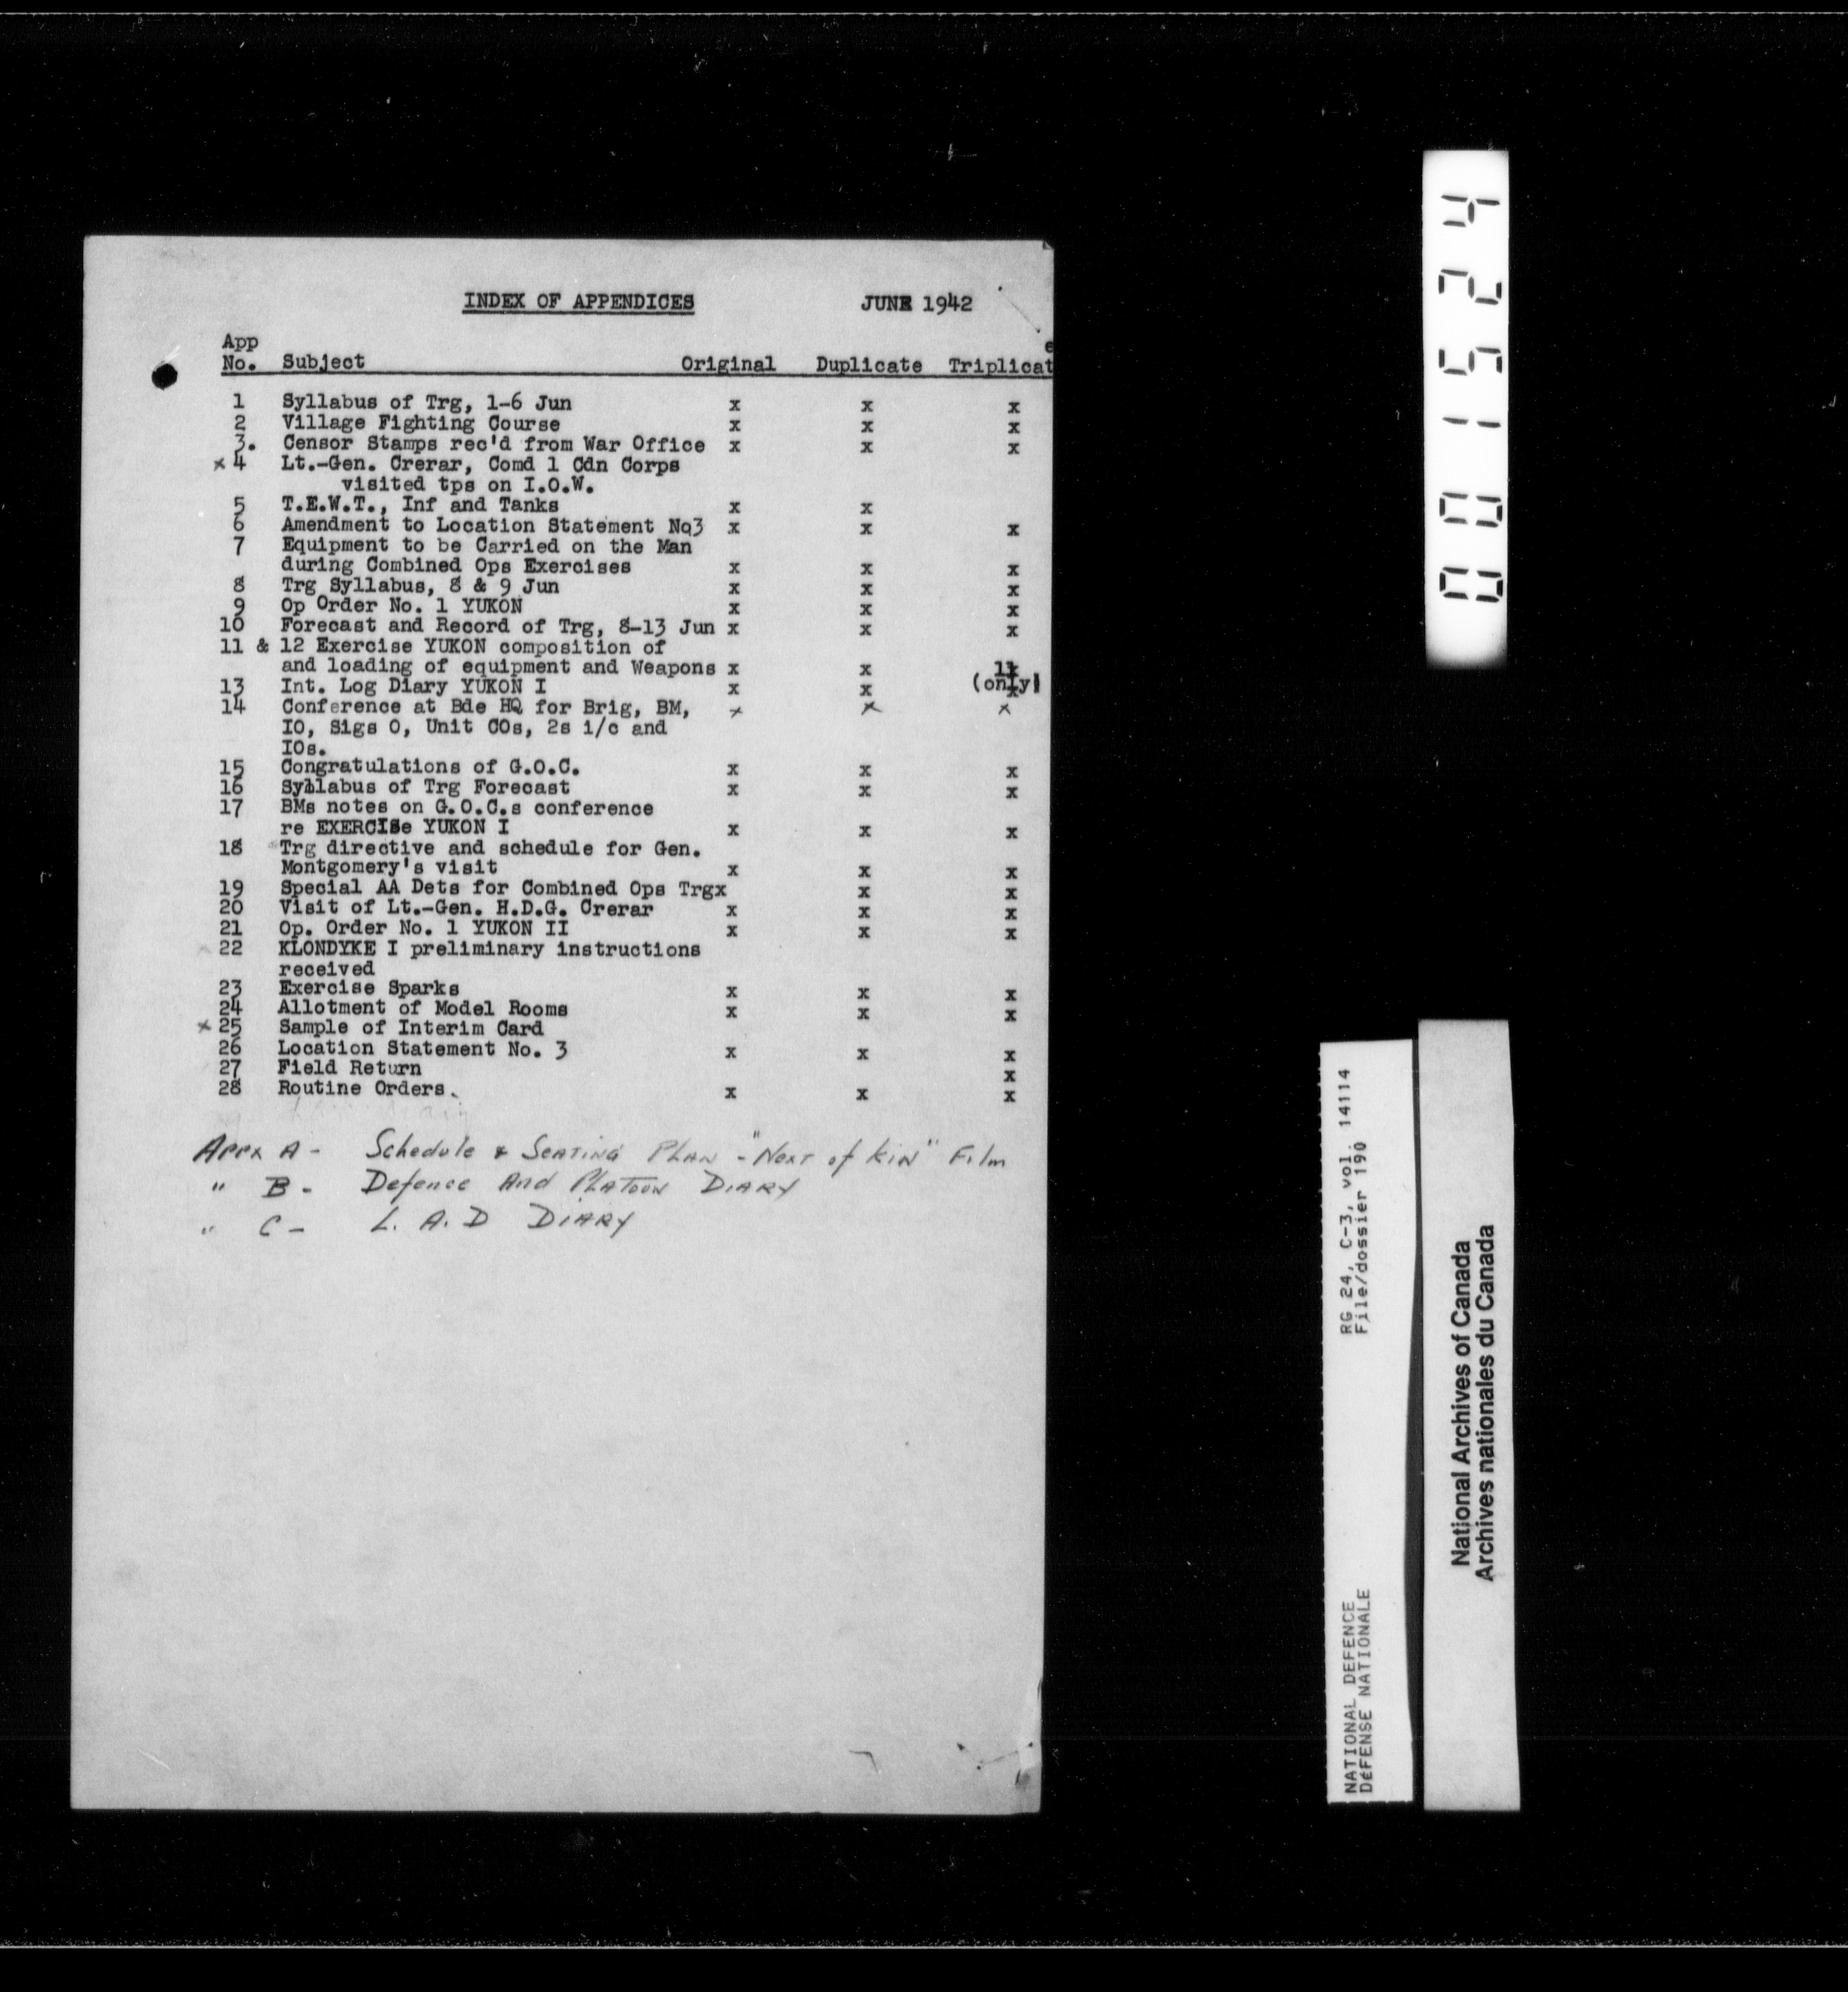 INDEX OF APPENDICES JUNE 1942
App
No. Subject Original Duplicate Triplicate
1 Syllabus of Trg, 1-6 Jun x x x
2 Village Fighting Course x x x
3. Censor Stamps rec'd from War Office x x x
x 4 Lt.-Gen. Crerar, Comd 1 Cdn Corps
visited tps on I.O.W.
5 T.E.W.T., Inf and Tanks x x
6 Amendment to Location Statement No3 x x x
7 Equipment to be Carried on the Man
during Combined Ops Exercises x x x
8 Trg Syllabus, 8 & 9 Jun x x x
9 Op Order No. 1 YUKON x x x
10 Forecast and Record of Trg, 8-13 Jun x x x
11 & 12 Exercise YUKON composition of
and loading of equipment and Weapons x x 11
(only)
13 Int. Log Diary YUKON I x x x
14 Conference at Bde HQ for Brig, BM, x x x
IO, Sigs O, Unit COs, 2s i/c and
IOs.
15 Congratulations of G.O.C. x x x
16 Syllabus of Trg Forecast x x x
17 BMs notes on G.O.C.s conference
re EXERCISe YUKON I x x x
18 Trg directive and schedule for Gen.
Montgomery's visit x x x
19 Special AA Dets for Combined Ops Trgx x x
20 Visit of Lt.-Gen. H.D.G. Crerar x x x
21 Op. Order No. 1 YUKON II x x x
22 KLONDYKE I preliminary instructions
received
23 Exercise Sparks x x x
24 Allotment of Model Rooms x x x
x 25 Sample of Interim Card
26 Location Statement No. 3 x x x
27 Field Return x
28 Routine Orders. x x x
Appx A - Schedule & Seating Plan - "Next of Kin" Film
" B - Defence And Platoon Diary
" C - L. A. D Diary
001524
RG 24, C-3, vol. 14114
File/dossier 190
NATIONAL DEFENCE
DéFENSE NATIONALE
National Archives of Canada
Archives nationales du Canada